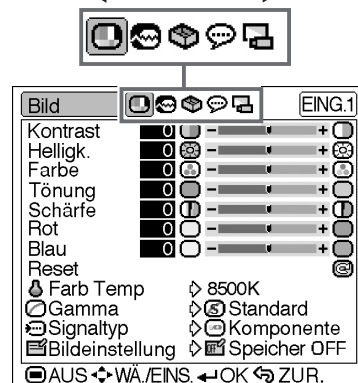 Bild EING.1
Kontrast 0 - +
Helligk. 0 - +
Farbe 0 - +
Tönung 0 - +
Schärfe 0 - +
Rot 0 - +
Blau 0 - +
Reset
Farb Temp 8500K
Gamma S Standard
Signaltyp Komponente
Bildeinstellung Speicher OFF
AUS WÄ./EINS. OK ZUR.